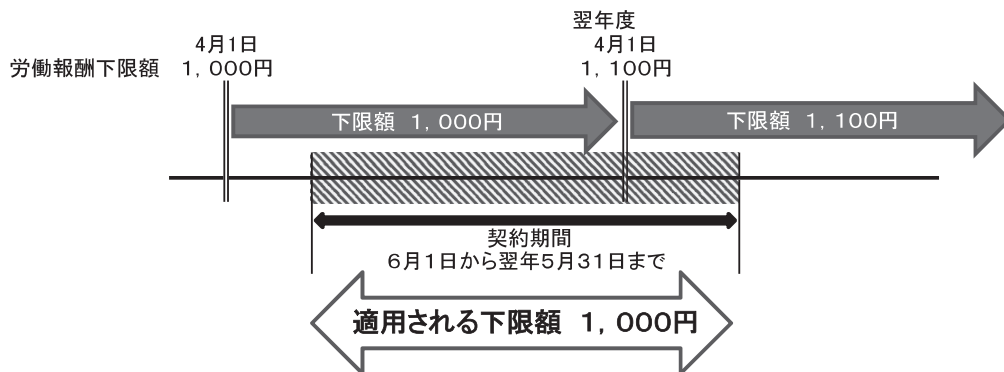 翌年度
4月1日
4月1日
労働報酬下限額 1，000円
1，100円
下限額 1，000円
下限額 1，100円
契約期間
6月1日から翌年5月31日まで
適用される下限額 1，000円